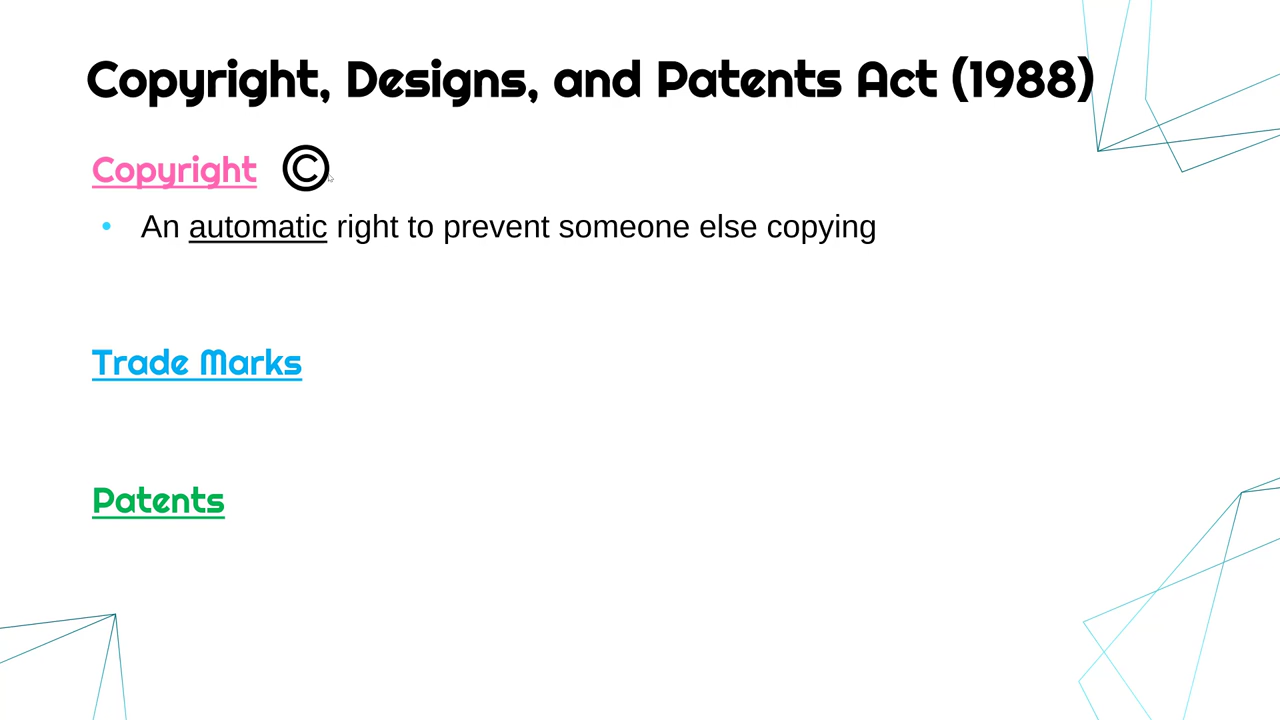 Copyright, Designs, and Patents Act (1988)
Copyright ©
• An automatic right to prevent someone else copying
Trade Marks
Patents